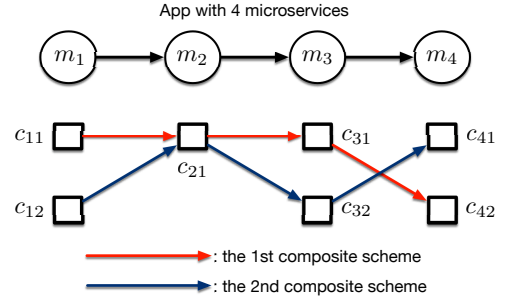 App with 4 microservices
m₁ m₂ m₃ m₄
c₁₁ c₃₁ c₄₁
c₂₁
c₁₂ c₃₂ c₄₂
: the 1st composite scheme
: the 2nd composite scheme